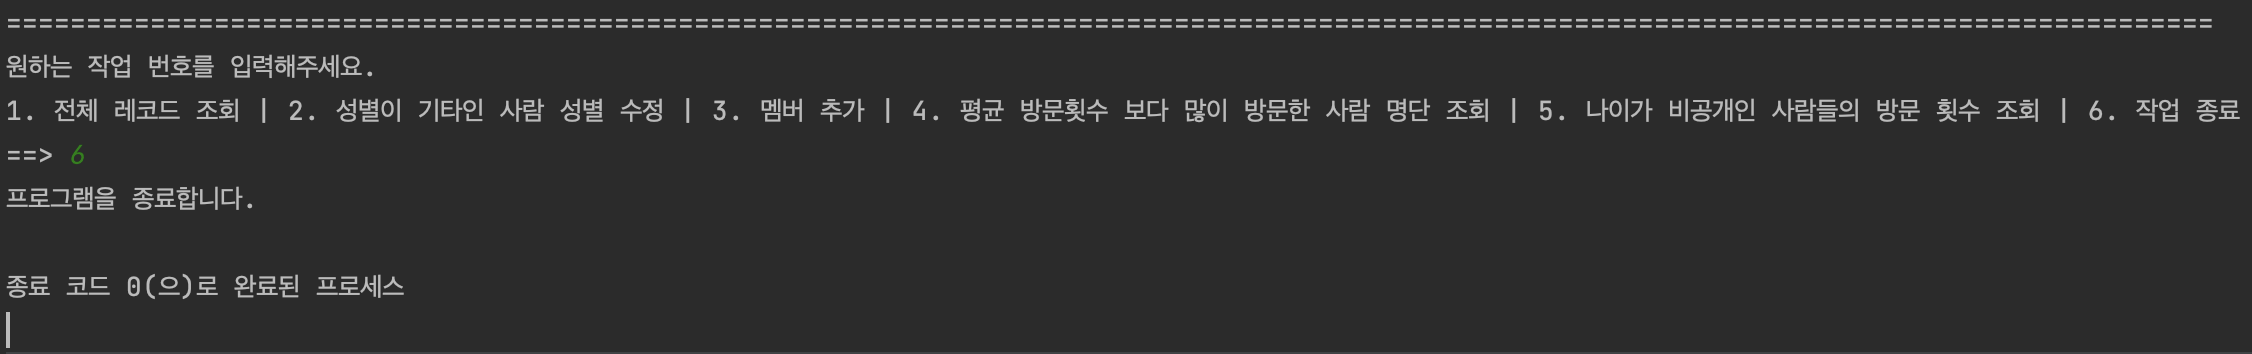 ==========================================================================================================================================
원하는 작업 번호를 입력해주세요.
1. 전체 레코드 조회 | 2. 성별이 기타인 사람 성별 수정 | 3. 멤버 추가 | 4. 평균 방문횟수 보다 많이 방문한 사람 명단 조회 | 5. 나이가 비공개인 사람들의 방문 횟수 조회 | 6. 작업 종료
==> 6
프로그램을 종료합니다.
종료 코드 0(으)로 완료된 프로세스